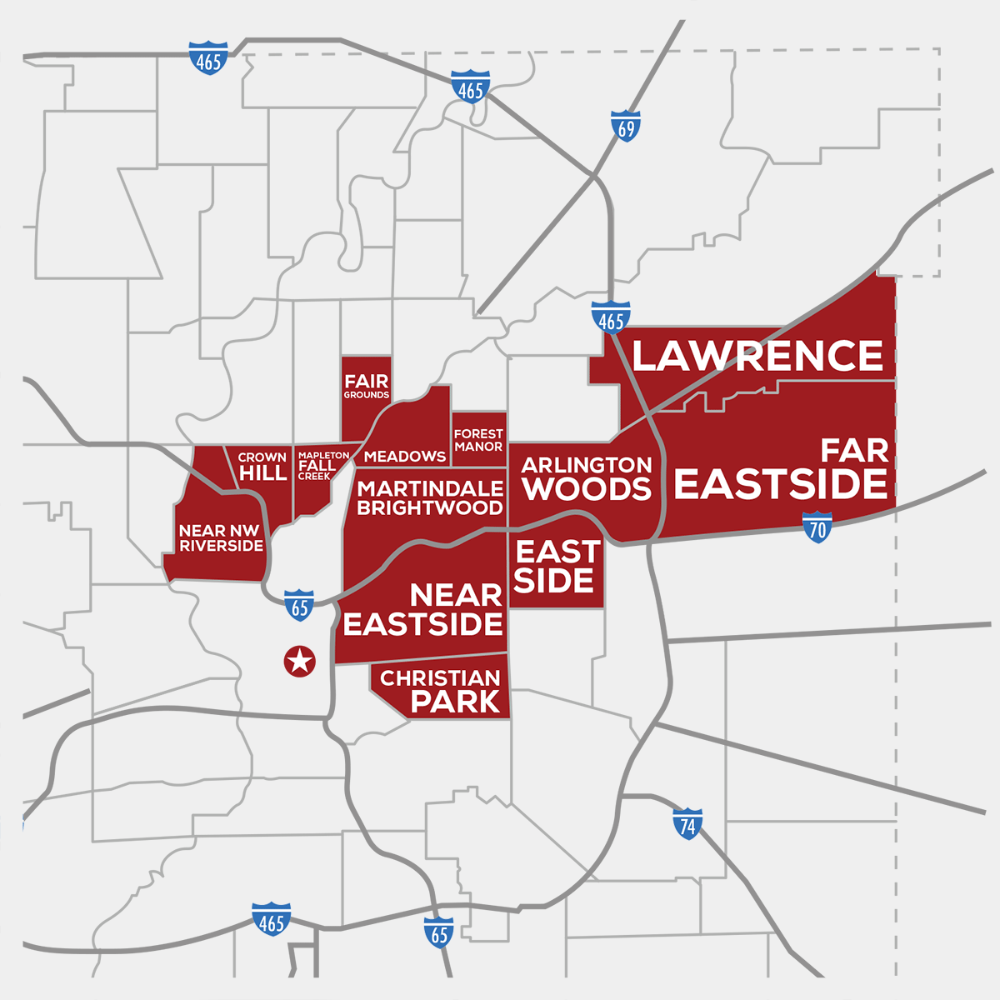 465
465
69
465
LAWRENCE
FAIR
GROUNDS
FOREST
MANOR
MEADOWS
CROWN
HILL
MAPLETON
FALL
CREEK
ARLINGTON
WOODS
FAR
EASTSIDE
MARTINDALE
BRIGHTWOOD
NEAR NW
RIVERSIDE
70
EAST
SIDE
NEAR
EASTSIDE
65
CHRISTIAN
PARK
74
465
65